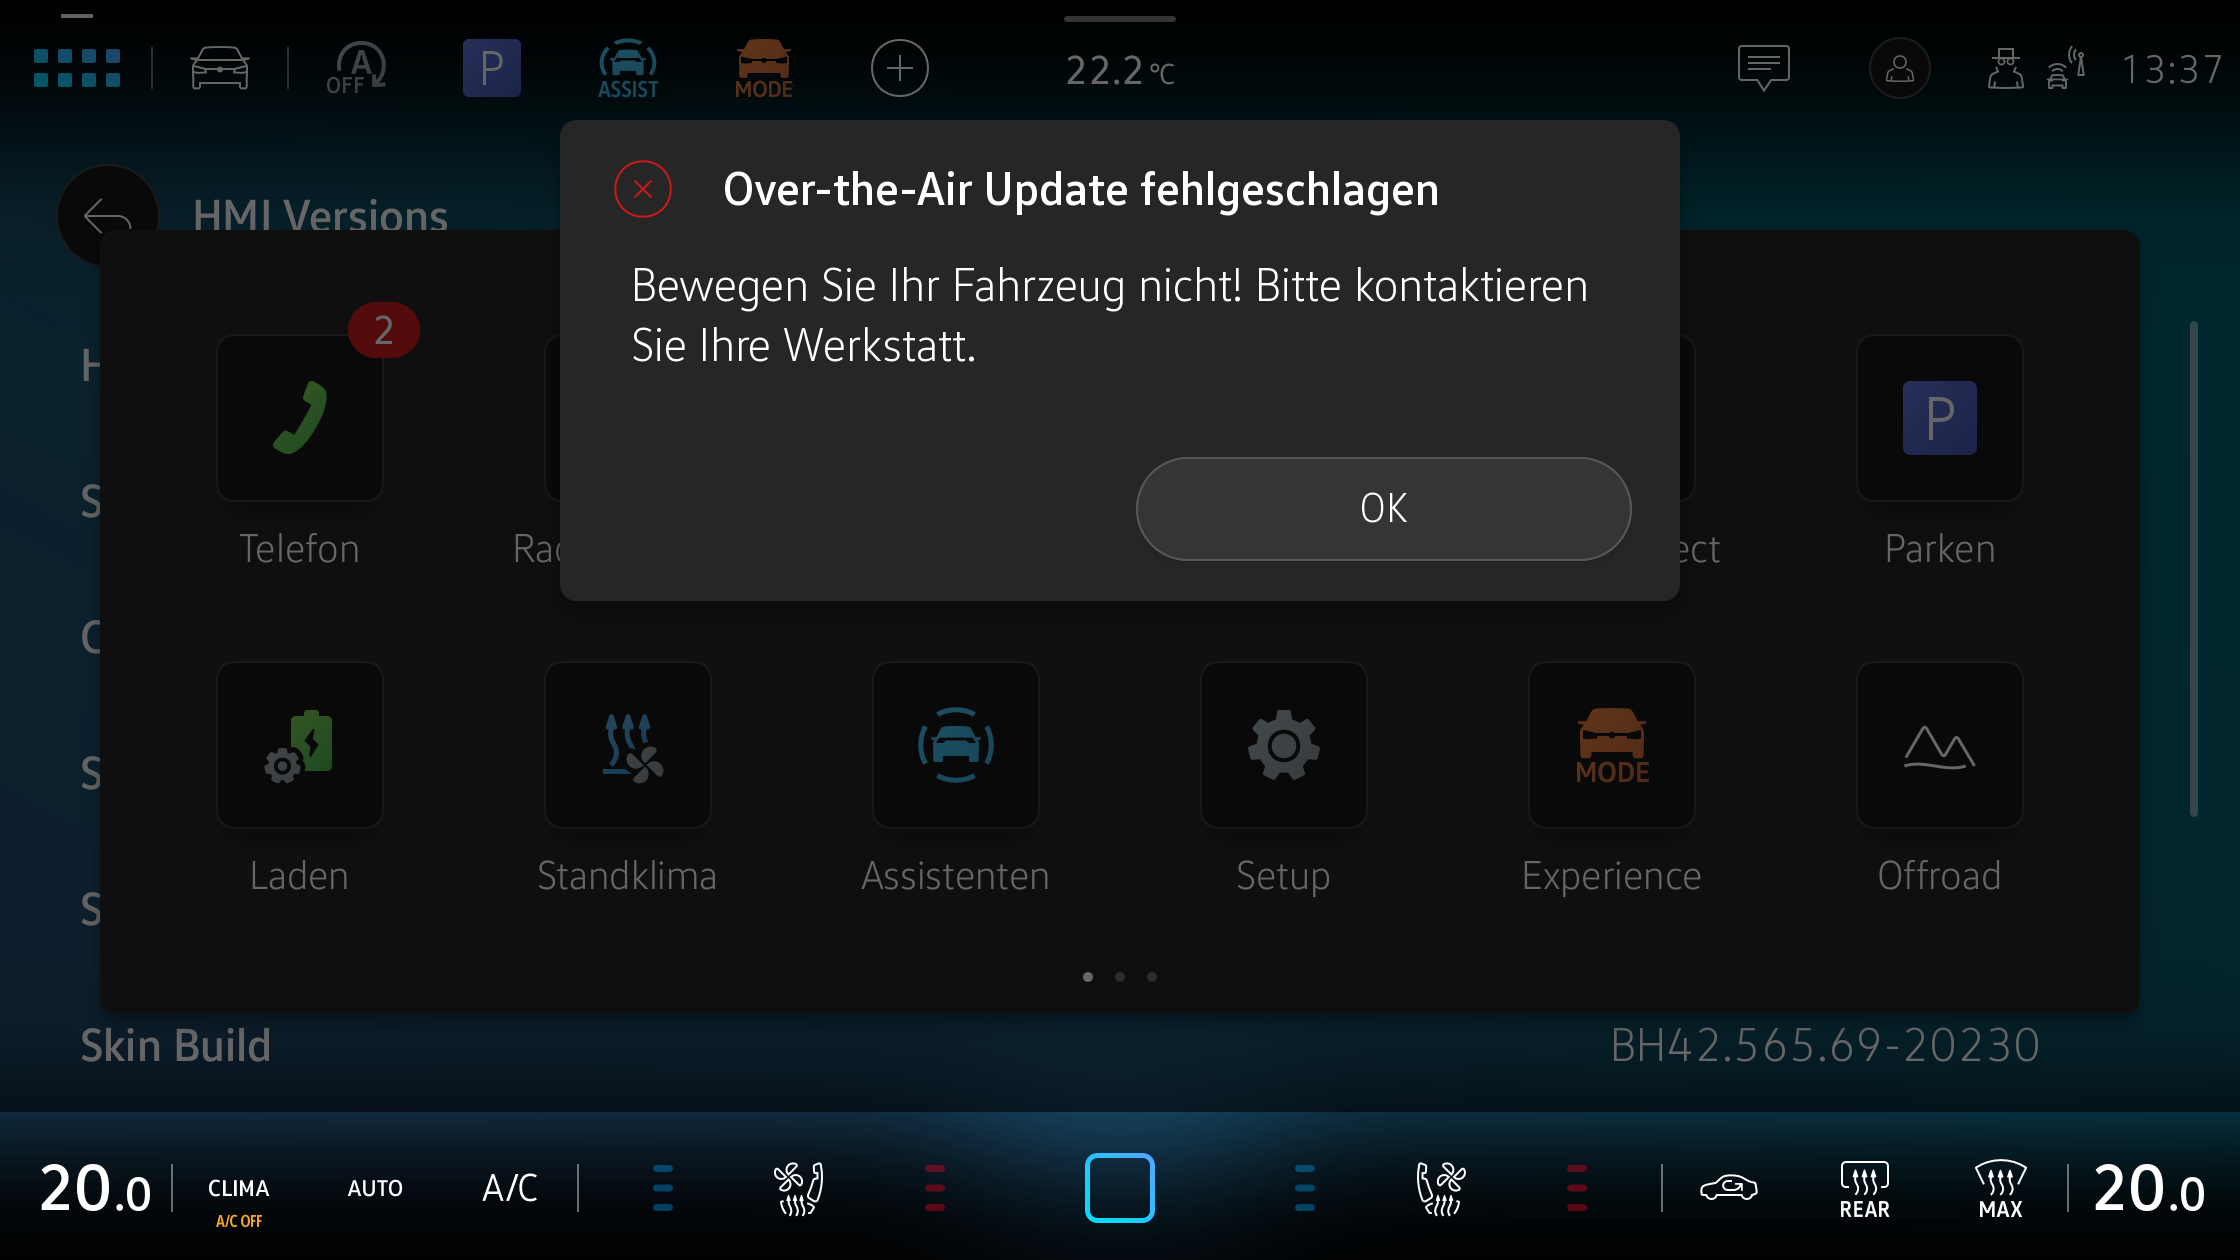 A
OFF
P
ASSIST
MODE
22.2 °C
13:37
HMI Versions
Over-the-Air Update fehlgeschlagen
Bewegen Sie Ihr Fahrzeug nicht! Bitte kontaktieren
Sie Ihre Werkstatt.
OK
2
P
Telefon
Parken
MODE
Laden
Standklima
Assistenten
Setup
Experience
Offroad
Skin Build
BH42.565.69-20230
20.0
CLIMA
A/C OFF
AUTO
A/C
REAR
MAX
20.0